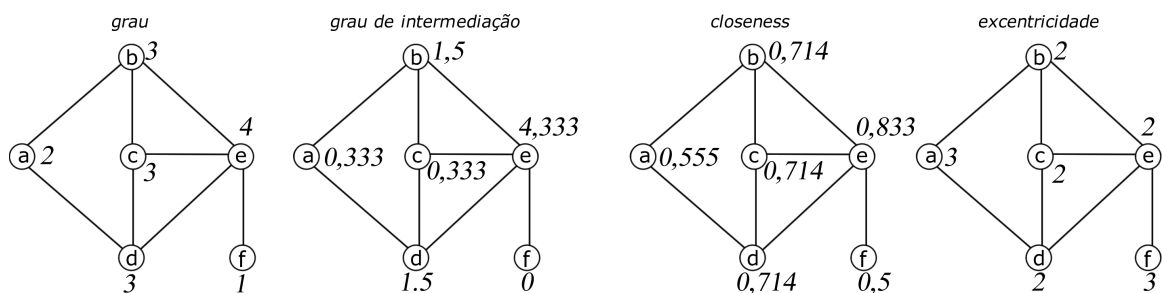 grau
b 3
4
a 2
c
e
3
d
f
3
1
grau de intermediação
b 1,5
4,333
a 0,333
c
e
0,333
d
f
1.5
0
closeness
b 0,714
0,833
a 0,555
c
e
0,714
d
f
0,714
0,5
excentricidade
b 2
2
a 3
c
e
2
d
f
2
3